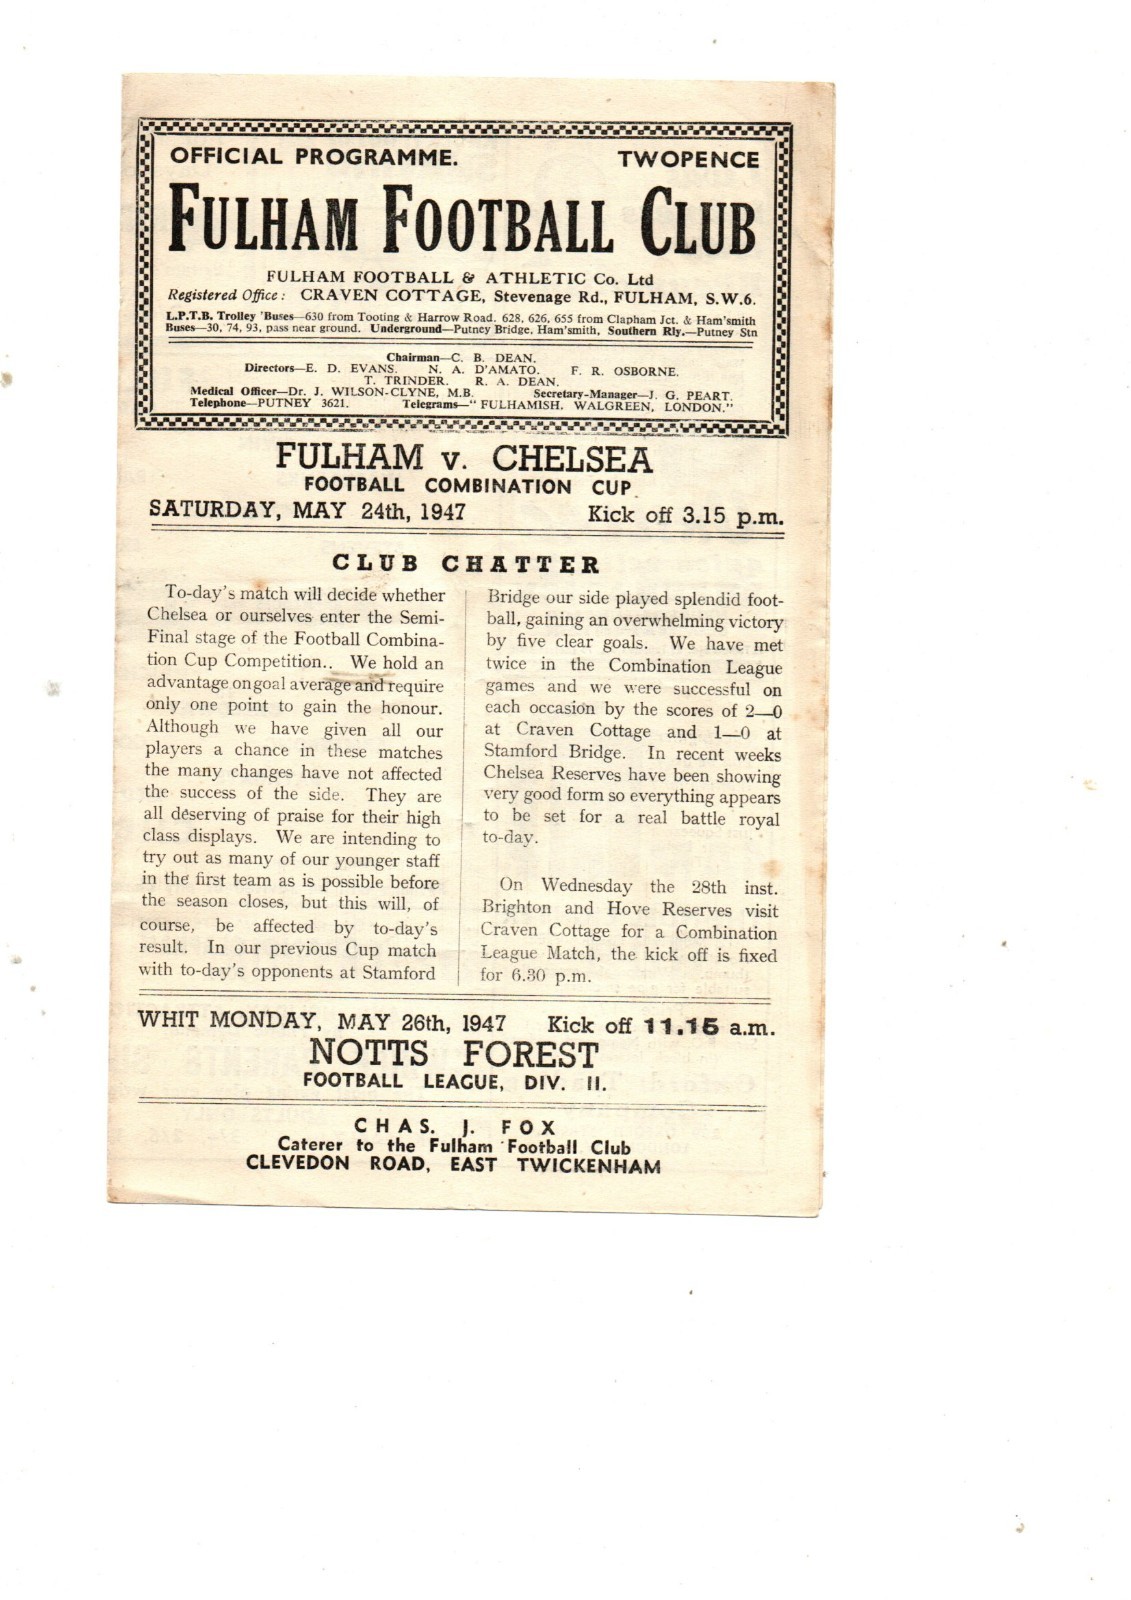 OFFICIAL PROGRAMME. TWOPENCE
FULHAM FOOTBALL CLUB
FULHAM FOOTBALL & ATHLETIC Co. Ltd
Registered Office: CRAVEN COTTAGE, Stevenage Rd., FULHAM, S.W.6.
L.P.T.B. Trolley 'Buses—630 from Tooting & Harrow Road. 628, 626, 655 from Clapham Jct. & Ham'smith
Buses—30, 74, 93, pass near ground. Underground—Putney Bridge, Ham'smith, Southern Rly.—Putney Stn
Chairman—C. B. DEAN.
Directors—E. D. EVANS. N. A. D'AMATO. F. R. OSBORNE.
T. TRINDER. R. A. DEAN.
Medical Officer—Dr. J. WILSON-CLYNE, M.B. Secretary-Manager—J. G. PEART.
Telephone—PUTNEY 3621. Telegrams—"FULHAMISH, WALGREEN, LONDON."
FULHAM v. CHELSEA
FOOTBALL COMBINATION CUP
SATURDAY, MAY 24th, 1947 Kick off 3.15 p.m.
CLUB CHATTER
To-day's match will decide whether
Chelsea or ourselves enter the Semi-
Final stage of the Football Combina-
tion Cup Competition.. We hold an
advantage on goal average and require
only one point to gain the honour.
Although we have given all our
players a chance in these matches
the many changes have not affected
the success of the side. They are
all deserving of praise for their high
class displays. We are intending to
try out as many of our younger staff
in the first team as is possible before
the season closes, but this will, of
course, be affected by to-day's
result. In our previous Cup match
with to-day's opponents at Stamford
Bridge our side played splendid foot-
ball, gaining an overwhelming victory
by five clear goals. We have met
twice in the Combination League
games and we were successful on
each occasion by the scores of 2—0
at Craven Cottage and 1—0 at
Stamford Bridge. In recent weeks
Chelsea Reserves have been showing
very good form so everything appears
to be set for a real battle royal
to-day.
On Wednesday the 28th inst.
Brighton and Hove Reserves visit
Craven Cottage for a Combination
League Match, the kick off is fixed
for 6.30 p.m.
WHIT MONDAY, MAY 26th, 1947 Kick off 11.15 a.m.
NOTTS FOREST
FOOTBALL LEAGUE, DIV. II.
CHAS. J. FOX
Caterer to the Fulham Football Club
CLEVEDON ROAD, EAST TWICKENHAM